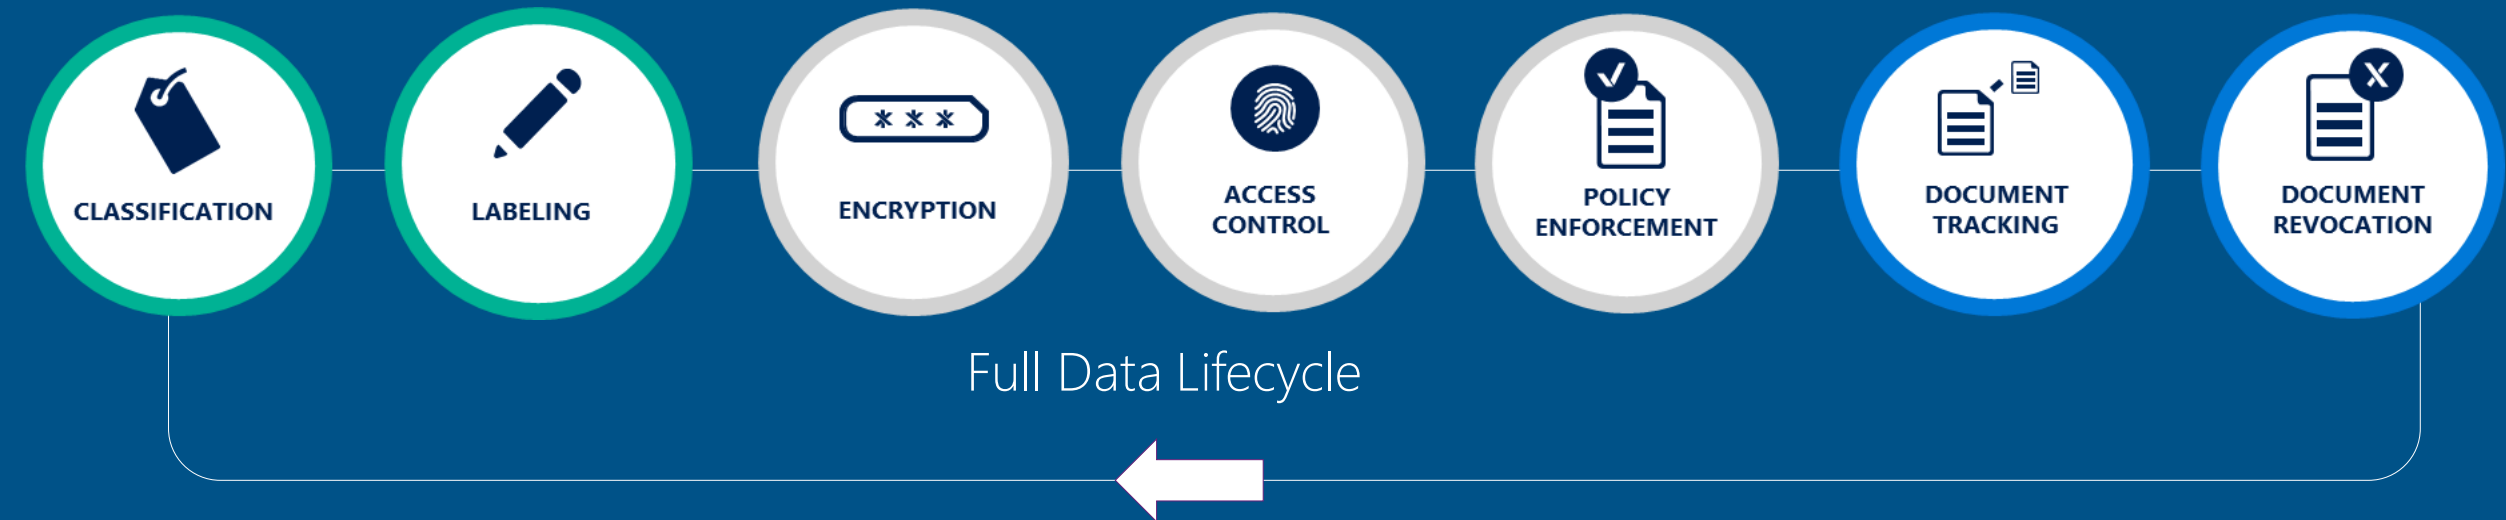 CLASSIFICATION
LABELING
* * *
ENCRYPTION
ACCESS
CONTROL
POLICY
ENFORCEMENT
DOCUMENT
TRACKING
DOCUMENT
REVOCATION
Full Data Lifecycle